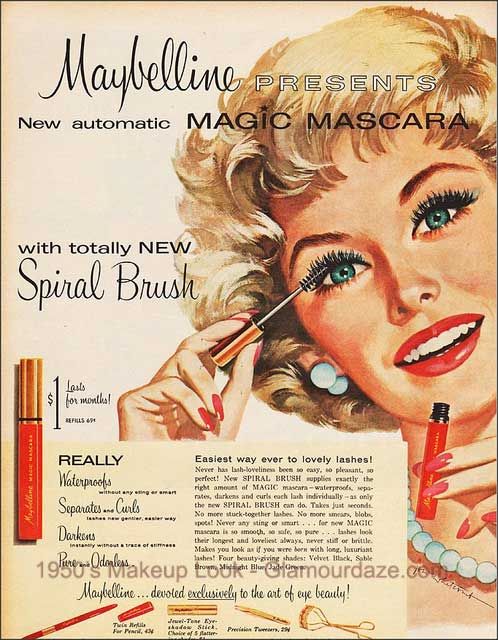 Maybelline PRESENTS
New automatic MAGIC MASCARA
with totally NEW
Spiral Brush
$1 Lasts
for months!
REFILLS 69¢
Maybelline MAGIC MASCARA
REALLY
Waterproofs
without any sting or smart
Separates and Curls
lashes new gentler, easier way
Darkens
instantly without a trace of stiffness
Pure and Odorless
Easiest way ever to lovely lashes!
Never has lash-loveliness been so easy, so pleasant, so
perfect! New SPIRAL BRUSH supplies exactly the
right amount of MAGIC mascara—waterproofs, sepa-
rates, darkens and curls each lash individually—as only
the new SPIRAL BRUSH can do. Takes just seconds.
No more stuck-together lashes. No more smears, blobs,
spots! Never any sting or smart . . . for new MAGIC
mascara is so smooth, so safe, so pure . . . lashes look
their longest and loveliest always, never stiff or brittle.
Makes you look as if you were born with long, luxuriant
lashes! Four beauty-giving shades: Velvet Black, Sable
Brown, Midnight Blue, Jade Green.
1950's Makeup Look - Glamourdaze.com
Maybelline . . . devoted exclusively to the art of eye beauty!
Twin Refills
For Pencil, 43¢
Jewel-Tone Eye-
shadow Stick.
Choice of 5 flatter-
Precision Tweezers, 29¢